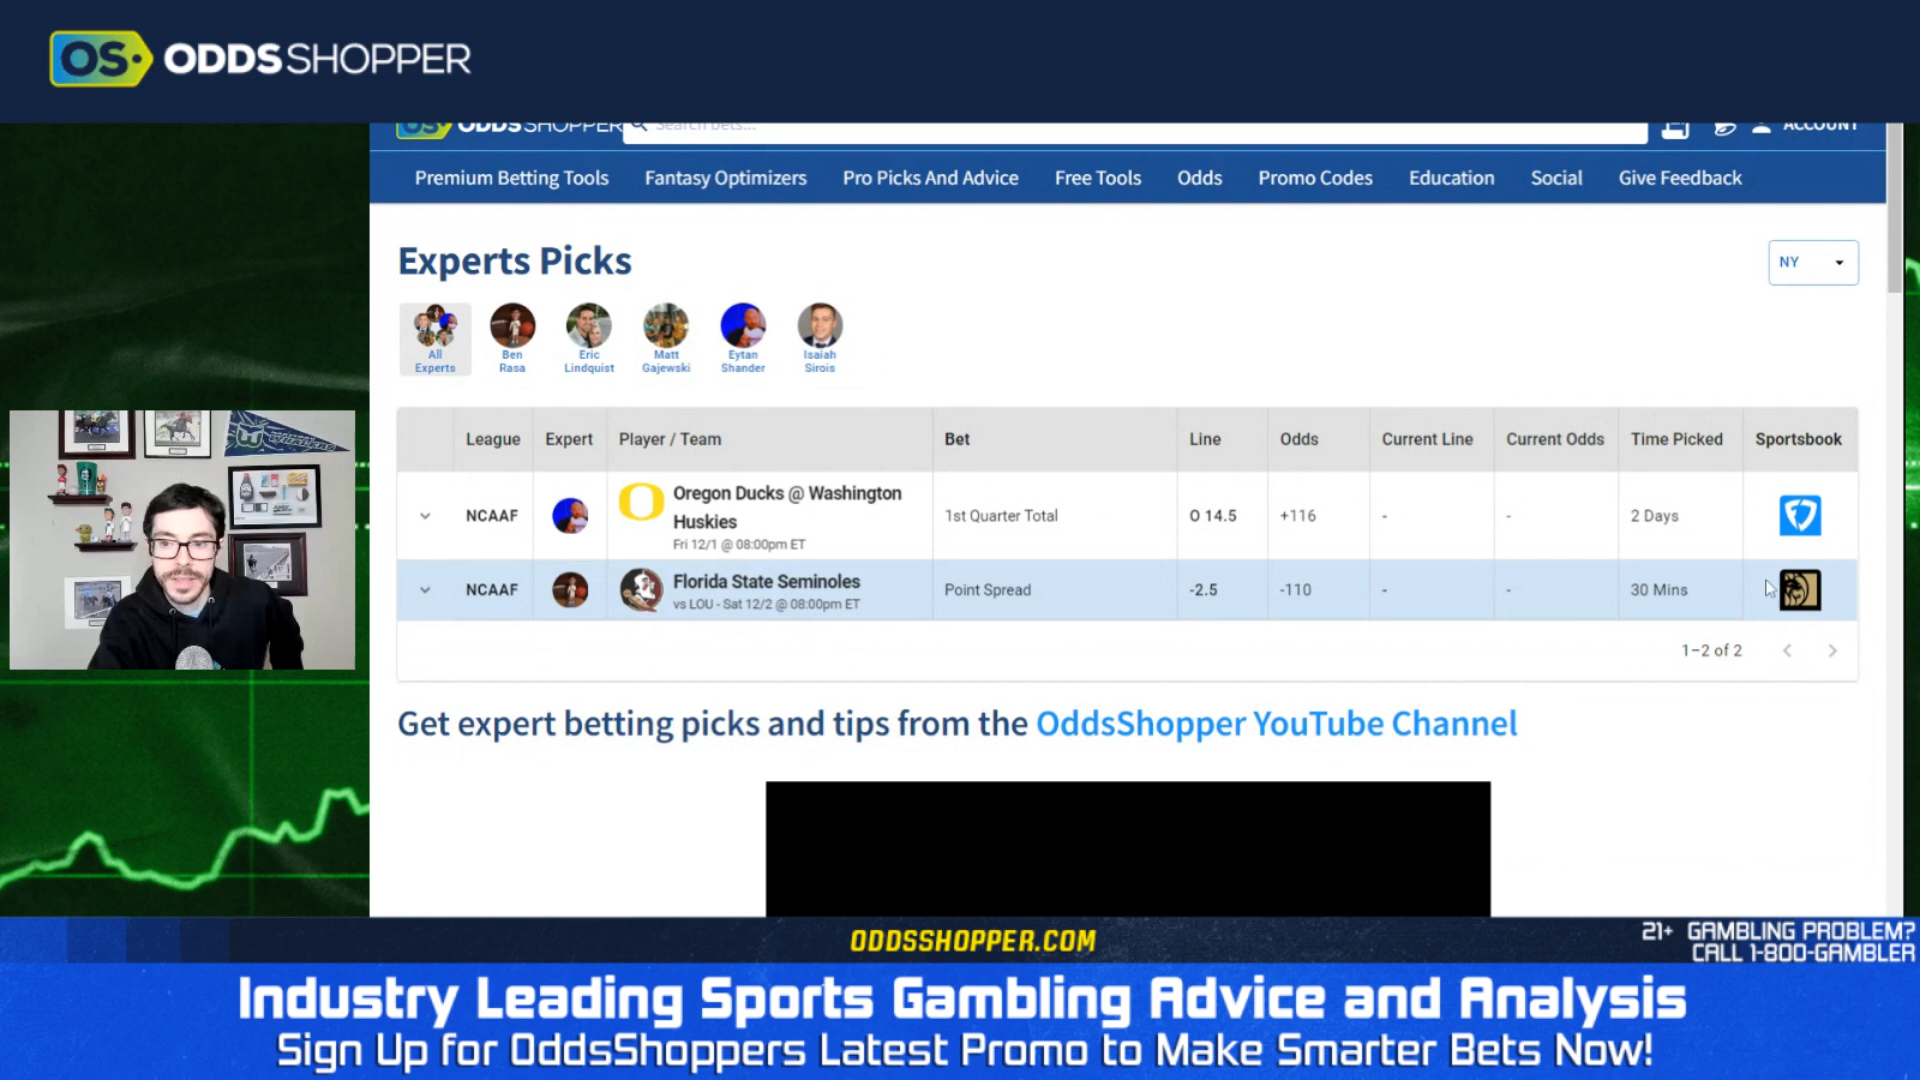 OS ODDSSHOPPER
OS ODDSSHOPPER Search bets... ACCOUNT
Premium Betting Tools Fantasy Optimizers Pro Picks And Advice Free Tools Odds Promo Codes Education Social Give Feedback
Experts Picks
NY
All Experts
Ben Rasa
Eric Lindquist
Matt Gajewski
Eytan Shander
Isaiah Sirois
League Expert Player / Team Bet Line Odds Current Line Current Odds Time Picked Sportsbook
NCAAF Oregon Ducks @ Washington Huskies 1st Quarter Total O 14.5 +116 - - 2 Days
Fri 12/1 @ 08:00pm ET
NCAAF Florida State Seminoles Point Spread -2.5 -110 - - 30 Mins
vs LOU - Sat 12/2 @ 08:00pm ET
1–2 of 2
Get expert betting picks and tips from the OddsShopper YouTube Channel
ODDSSHOPPER.COM
21+ GAMBLING PROBLEM?
CALL 1-800-GAMBLER
Industry Leading Sports Gambling Advice and Analysis
Sign Up for OddsShoppers Latest Promo to Make Smarter Bets Now!